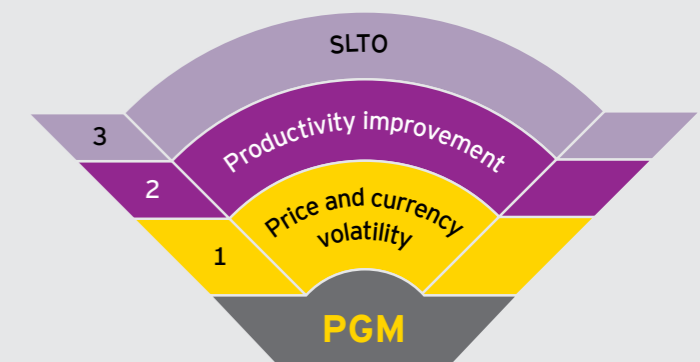 SLTO
3
Productivity improvement
2
Price and currency
volatility
1
PGM